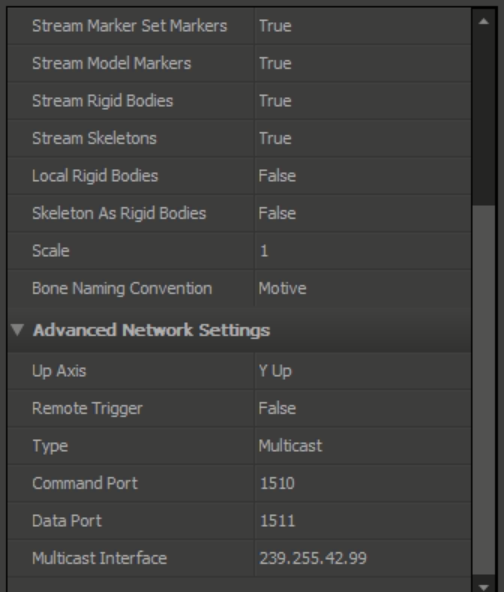 Stream Marker Set Markers True
Stream Model Markers True
Stream Rigid Bodies True
Stream Skeletons True
Local Rigid Bodies False
Skeleton As Rigid Bodies False
Scale 1
Bone Naming Convention Motive
Advanced Network Settings
Up Axis Y Up
Remote Trigger False
Type Multicast
Command Port 1510
Data Port 1511
Multicast Interface 239.255.42.99